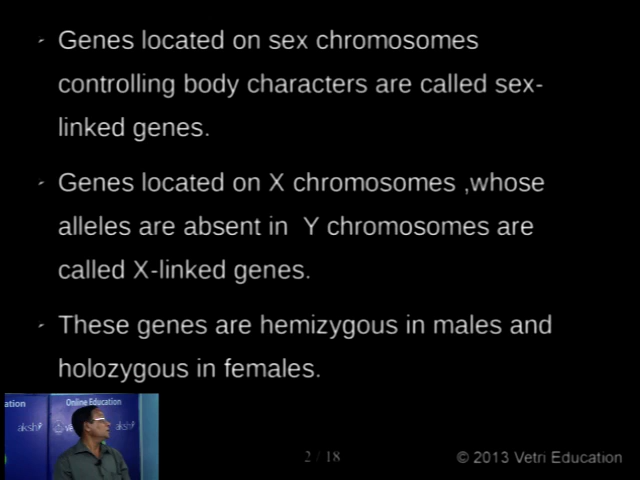 Genes located on sex chromosomes
controlling body characters are called sex-
linked genes.
Genes located on X chromosomes ,whose
alleles are absent in Y chromosomes are
called X-linked genes.
These genes are hemizygous in males and
holozygous in females.
ation
Online Education
aksh
aksh
2 / 18
© 2013 Vetri Education